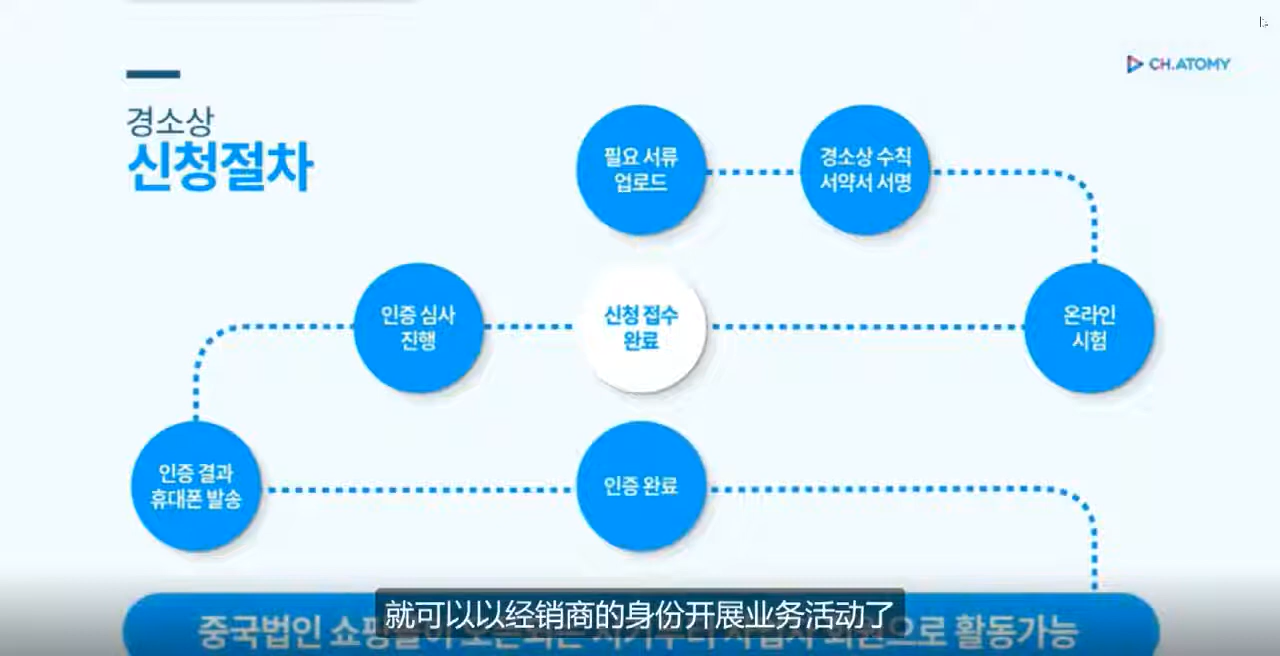 CH.ATOMY
경소상
신청절차
필요 서류
업로드
경소상 수칙
서약서 서명
온라인
시험
신청 접수
완료
인증 심사
진행
인증 결과
휴대폰 발송
인증 완료
중국법인 회원으로 활동가능
就可以以经销商的身份开展业务活动了